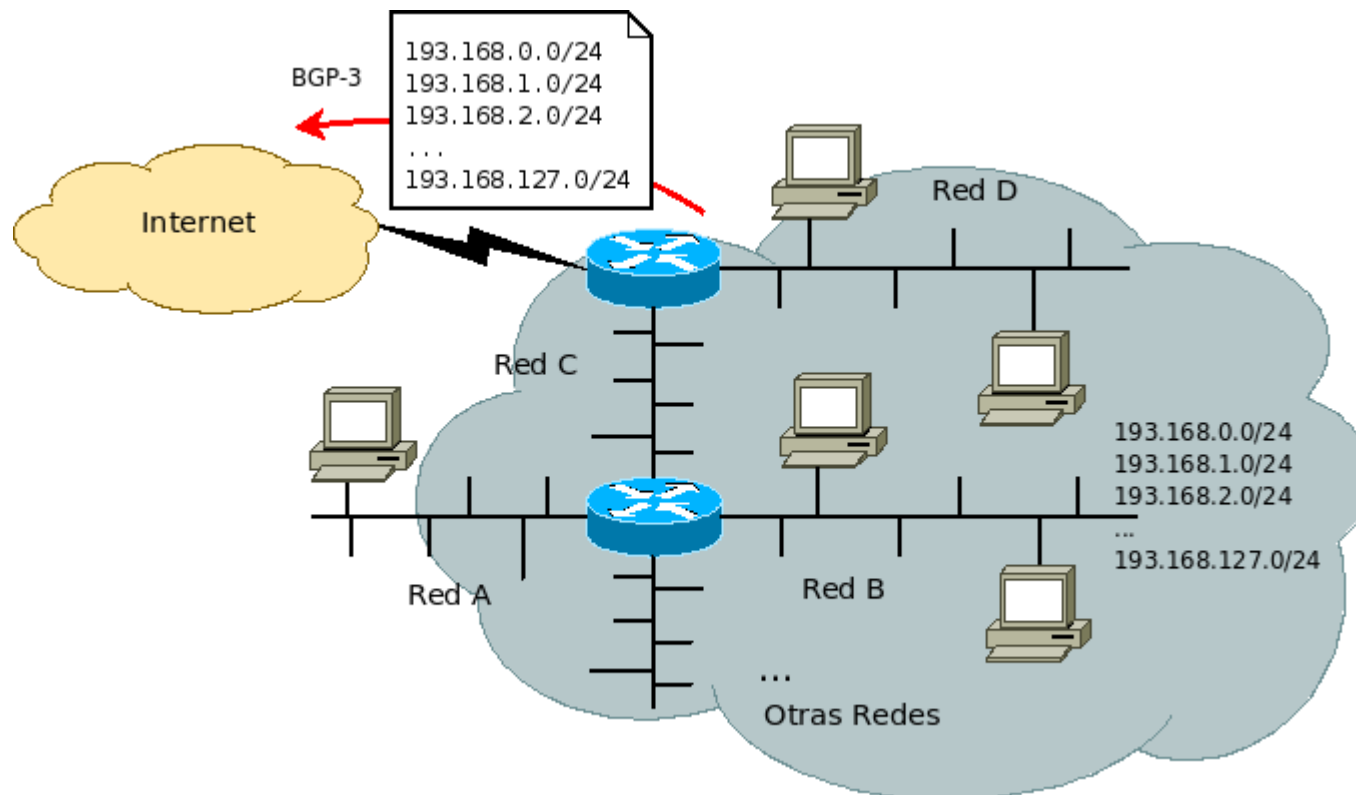 193.168.0.0/24
193.168.1.0/24
193.168.2.0/24
...
193.168.127.0/24
BGP-3
Internet
Red D
Red C
193.168.0.0/24
193.168.1.0/24
193.168.2.0/24
...
193.168.127.0/24
Red A
Red B
...
Otras Redes